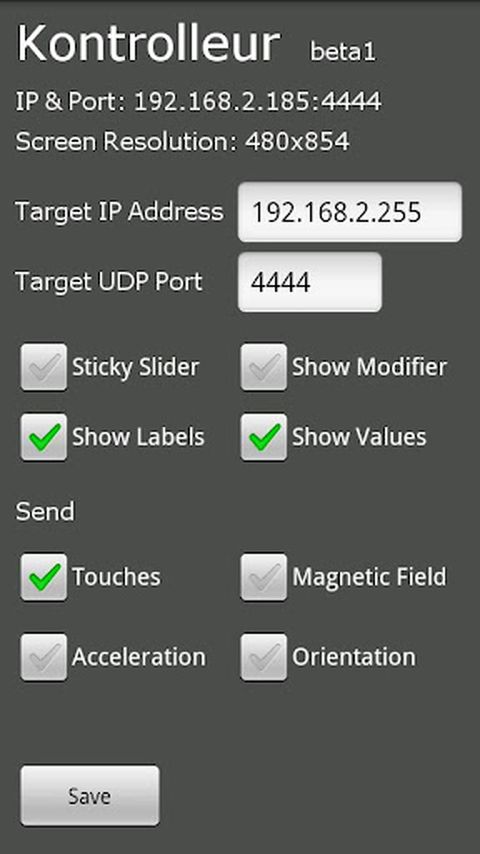 Kontrolleur beta1
IP & Port: 192.168.2.185:4444
Screen Resolution: 480x854
Target IP Address 192.168.2.255
Target UDP Port 4444
Sticky Slider Show Modifier
Show Labels Show Values
Send
Touches Magnetic Field
Acceleration Orientation
Save